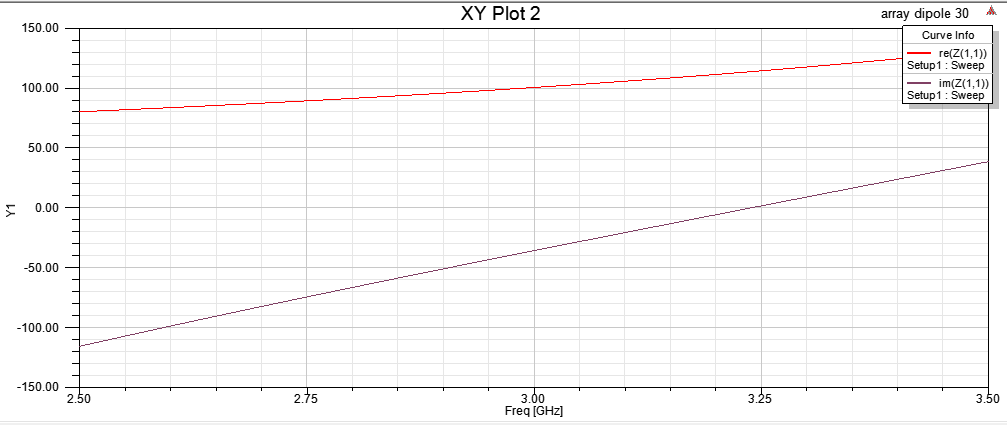 XY Plot 2
array dipole 30
Curve Info
re(Z(1,1))
Setup1 : Sweep
im(Z(1,1))
Setup1 : Sweep
150.00
100.00
50.00
0.00
-50.00
-100.00
-150.00
Y1
2.50 2.75 3.00 3.25 3.50
Freq [GHz]